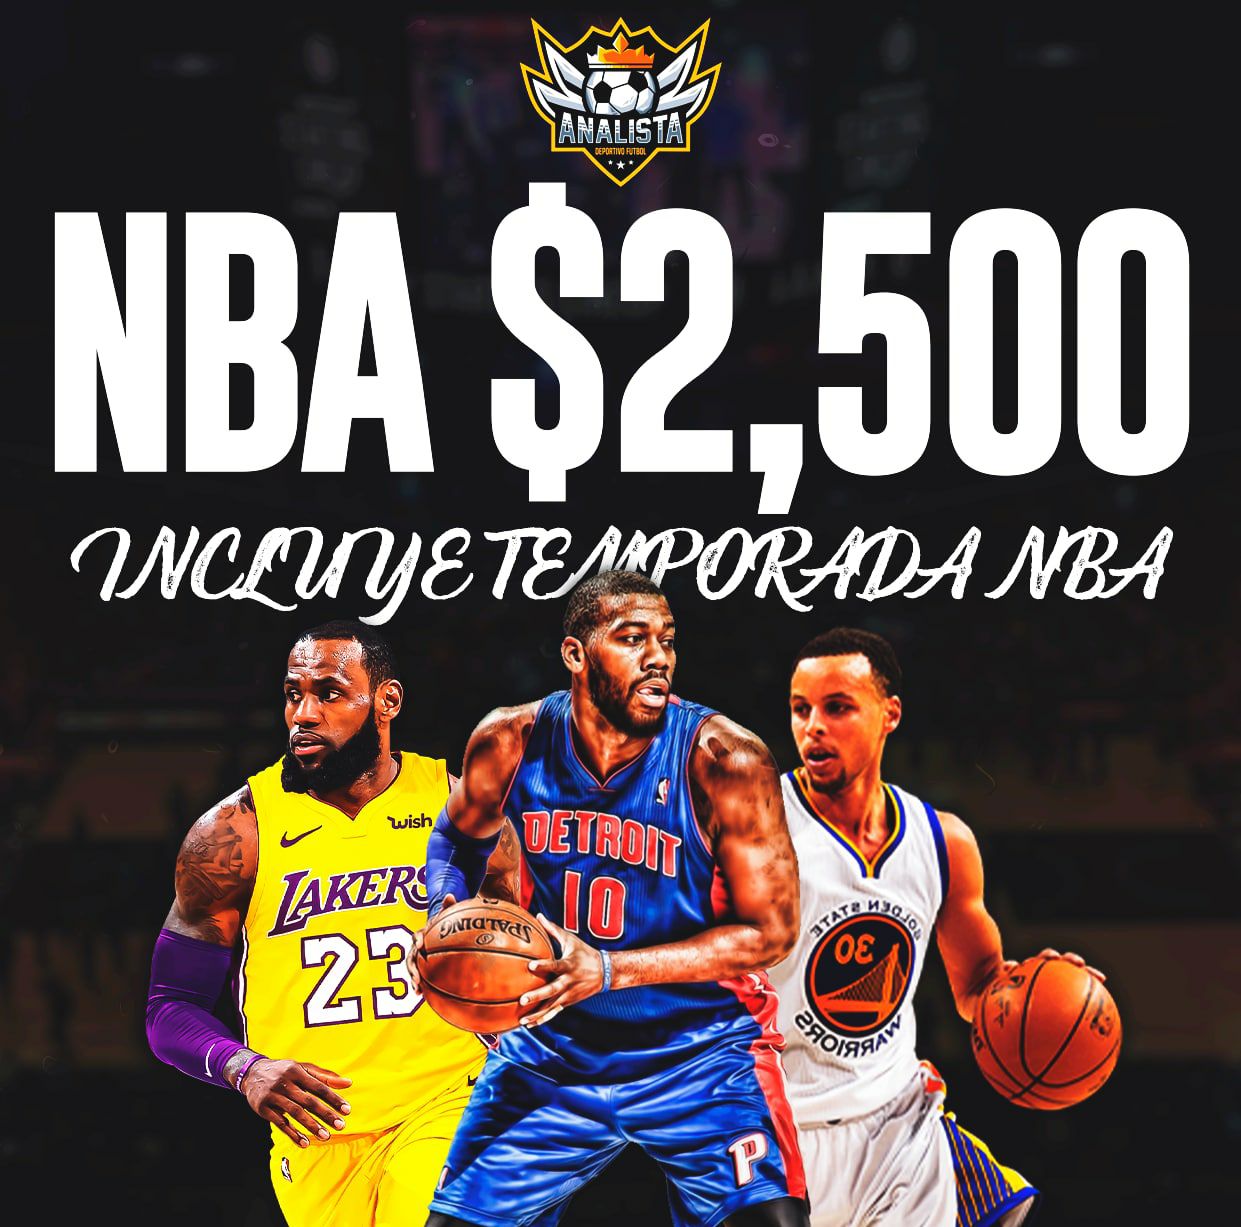 ANALISTA
DEPORTIVO FUTBOL
NBA $2,500
INCLUYE TEMPORADA NBA
wish
LAKERS
23
SPALDING
DETROIT
10
GOLDEN STATE
30
WARRIORS
P